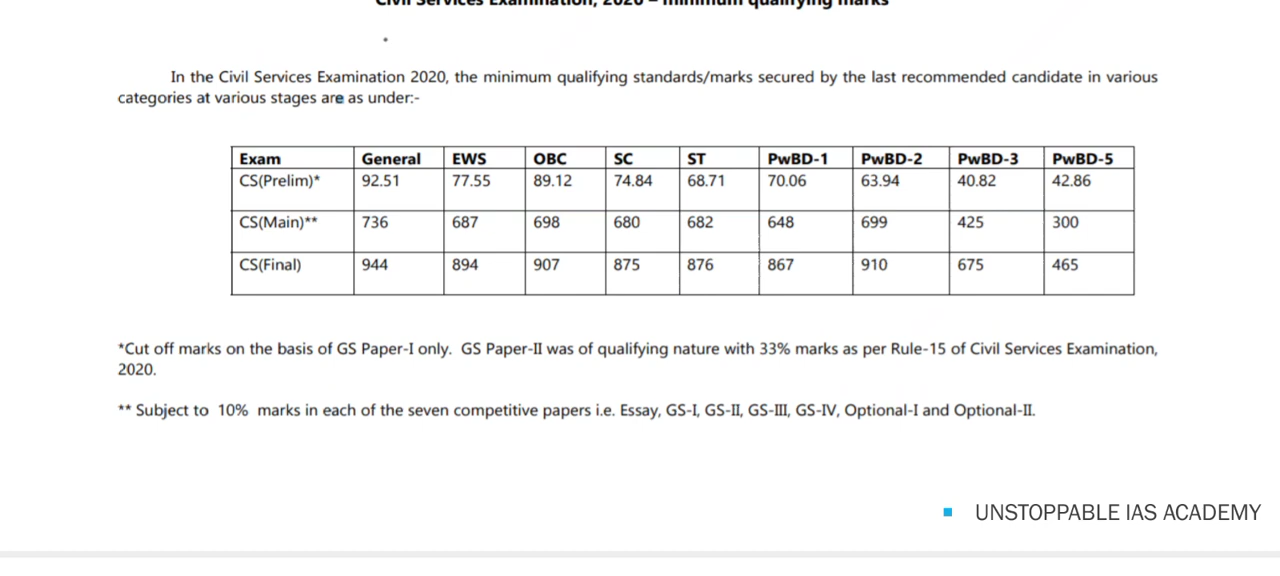 Civil Services Examination, 2020 – minimum qualifying marks
In the Civil Services Examination 2020, the minimum qualifying standards/marks secured by the last recommended candidate in various
categories at various stages are as under:-
Exam General EWS OBC SC ST PwBD-1 PwBD-2 PwBD-3 PwBD-5
CS(Prelim)* 92.51 77.55 89.12 74.84 68.71 70.06 63.94 40.82 42.86
CS(Main)** 736 687 698 680 682 648 699 425 300
CS(Final) 944 894 907 875 876 867 910 675 465
*Cut off marks on the basis of GS Paper-I only. GS Paper-II was of qualifying nature with 33% marks as per Rule-15 of Civil Services Examination,
2020.
** Subject to 10% marks in each of the seven competitive papers i.e. Essay, GS-I, GS-II, GS-III, GS-IV, Optional-I and Optional-II.
UNSTOPPABLE IAS ACADEMY